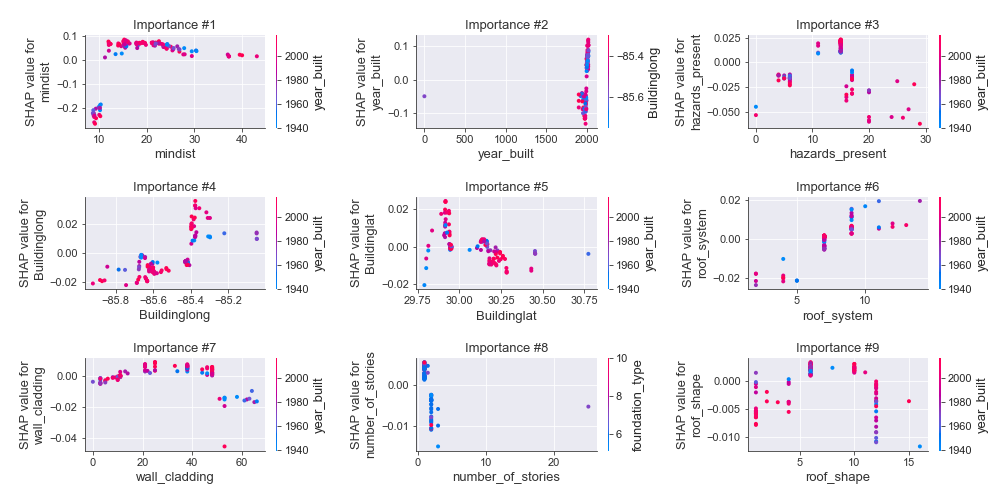 Importance #1
SHAP value for
mindist
0.1
0.0
−0.1
−0.2
10
20
30
40
mindist
2000
1980
1960
1940
year_built
Importance #2
SHAP value for
year_built
0.1
0.0
−0.1
0
500
1000
1500
2000
year_built
−85.4
−85.6
Buildinglong
Importance #3
SHAP value for
hazards_present
0.025
0.000
−0.025
−0.050
0
10
20
30
hazards_present
2000
1980
1960
1940
year_built
Importance #4
SHAP value for
Buildinglong
0.02
0.00
−0.02
−85.8
−85.6
−85.4
−85.2
Buildinglong
2000
1980
1960
1940
year_built
Importance #5
SHAP value for
Buildinglat
0.02
0.00
−0.02
29.75
30.00
30.25
30.50
30.75
Buildinglat
2000
1980
1960
1940
year_built
Importance #6
SHAP value for
roof_system
0.02
0.00
−0.02
5
10
roof_system
2000
1980
1960
1940
year_built
Importance #7
SHAP value for
wall_cladding
0.00
−0.02
−0.04
0
20
40
60
wall_cladding
2000
1980
1960
1940
year_built
Importance #8
SHAP value for
number_of_stories
0.00
−0.01
0
10
20
number_of_stories
10
8
6
foundation_type
Importance #9
SHAP value for
roof_shape
0.000
−0.005
−0.010
5
10
15
roof_shape
2000
1980
1960
1940
year_built